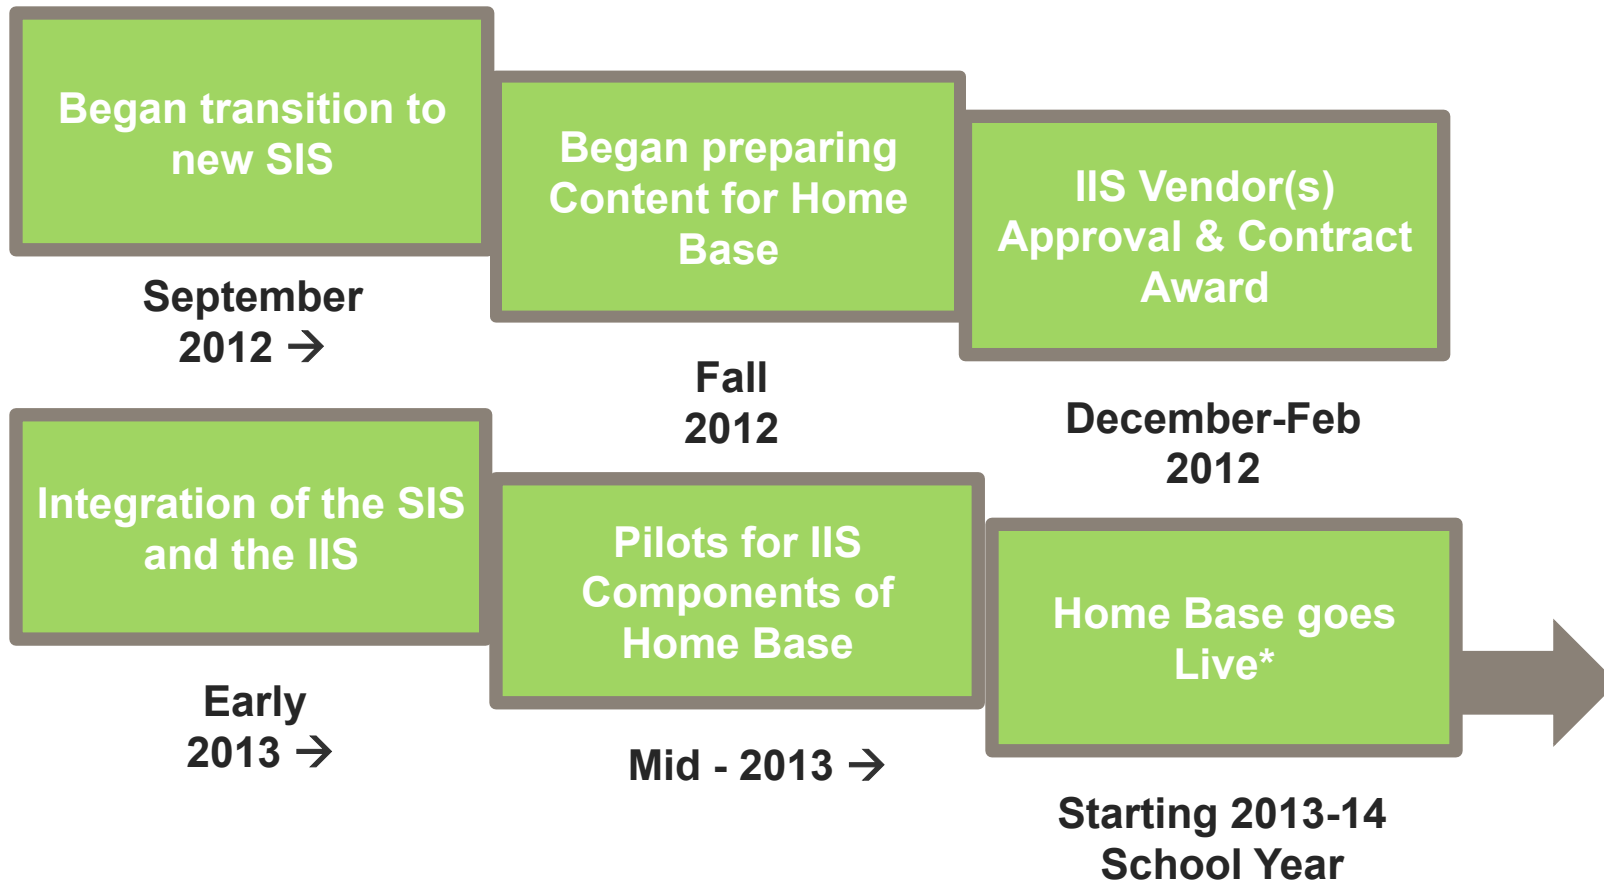 Began transition to
new SIS
September
2012 →
Began preparing
Content for Home
Base
Fall
2012
IIS Vendor(s)
Approval & Contract
Award
December-Feb
2012
Integration of the SIS
and the IIS
Early
2013 →
Pilots for IIS
Components of
Home Base
Mid - 2013 →
Home Base goes
Live*
Starting 2013-14
School Year